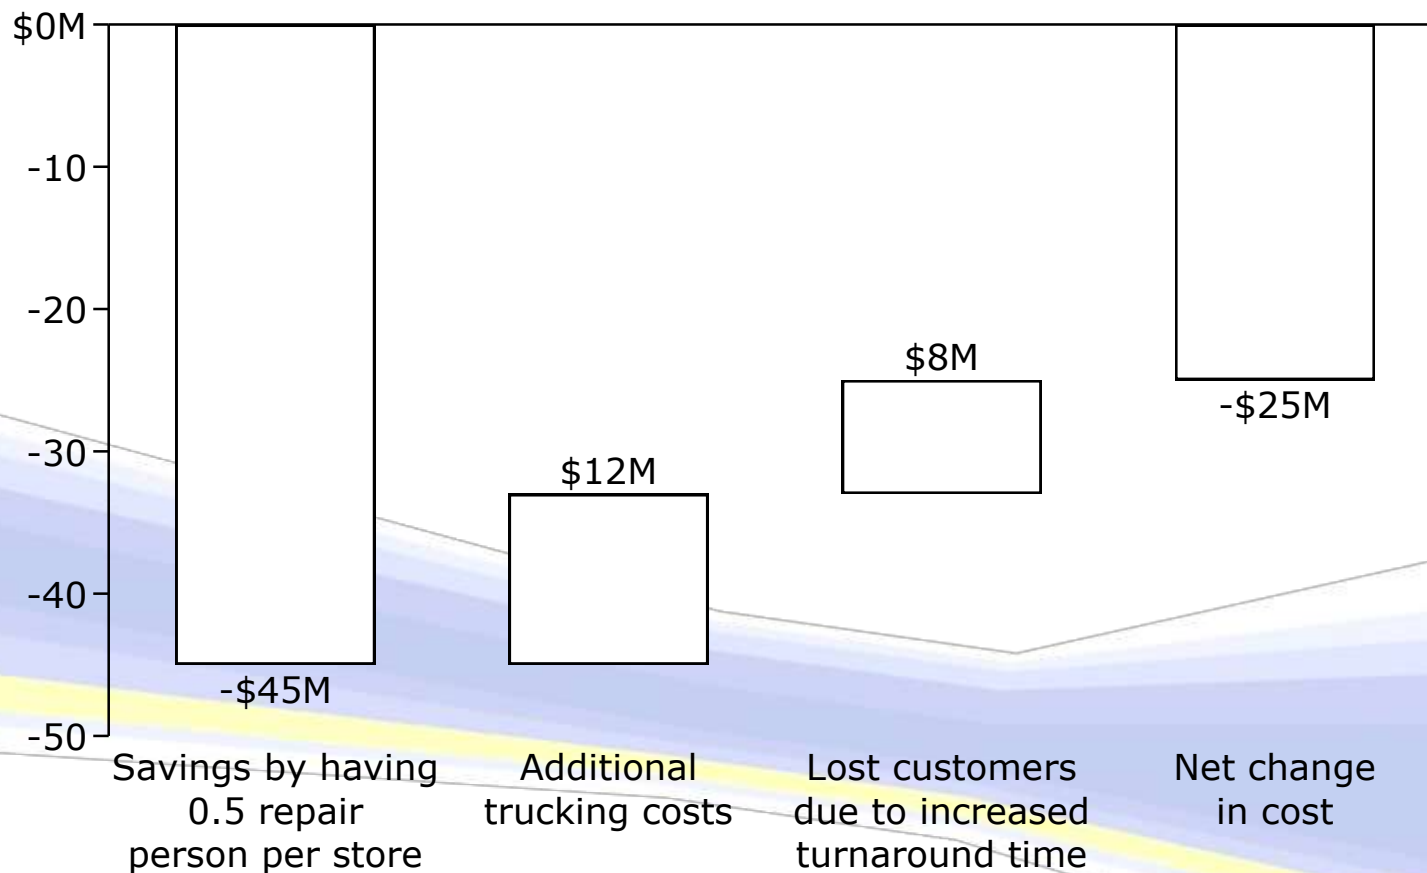 $0M
-10
-20
-30
-40
-50
-$45M
$12M
$8M
-$25M
Savings by having
0.5 repair
person per store
Additional
trucking costs
Lost customers
due to increased
turnaround time
Net change
in cost